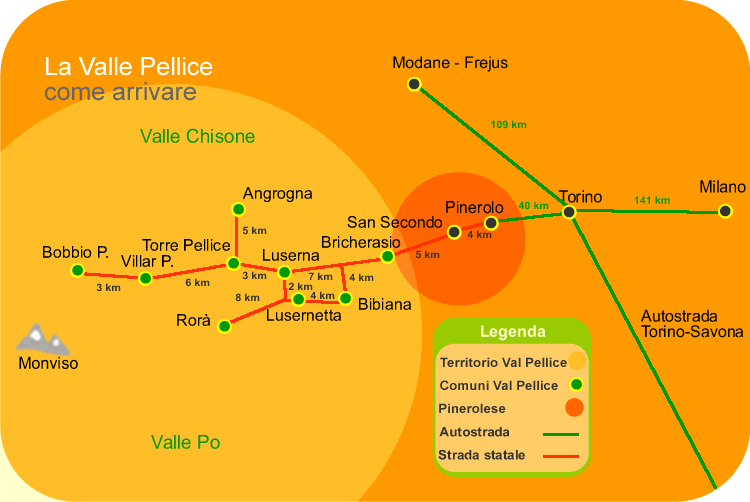 La Valle Pellice
come arrivare
Modane - Frejus
109 km
Valle Chisone
Torino
Milano
141 km
40 km
Pinerolo
San Secondo
4 km
5 km
Angrogna
5 km
Bricherasio
Torre Pellice
Luserna
Bobbio P.
Villar P.
3 km
6 km
3 km
7 km
4 km
2 km
4 km
8 km
Bibiana
Lusernetta
Rorà
Monviso
Autostrada
Torino-Savona
Valle Po
Legenda
Territorio Val Pellice
Comuni Val Pellice
Pinerolese
Autostrada
Strada statale